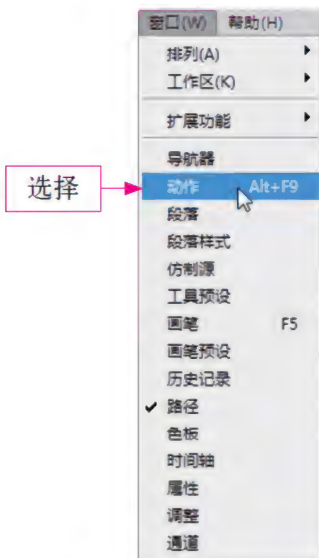 窗口(W) 帮助(H)
排列(A)
工作区(K)
扩展功能
导航器
选择
动作 Alt+F9
段落
段落样式
仿制源
工具预设
画笔 F5
画笔预设
历史记录
路径
色板
时间轴
属性
调整
通道